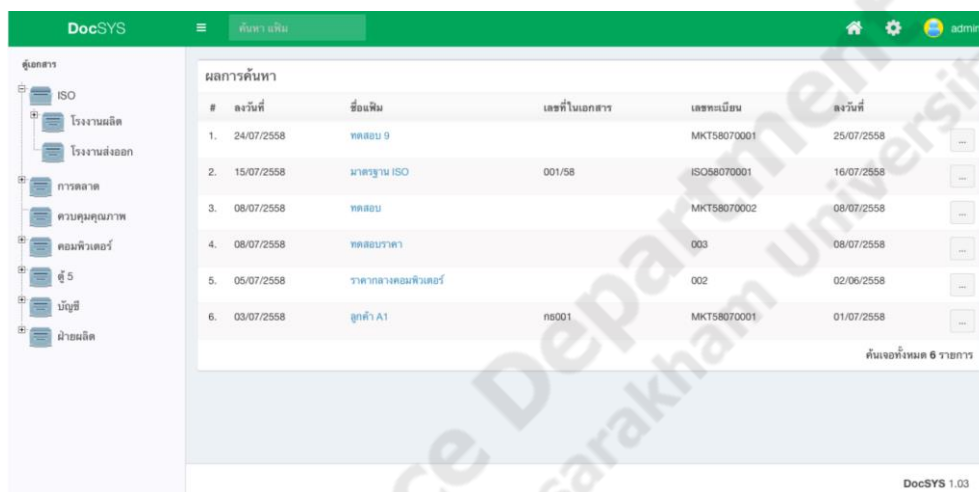 DocSYS
ค้นหา แฟ้ม
admin
ตู้เอกสาร
ISO
โรงงานผลิต
โรงงานส่งออก
การตลาด
ควบคุมคุณภาพ
คอมพิวเตอร์
ตู้ 5
บัญชี
ฝ่ายผลิต
ผลการค้นหา
# ลงวันที่ ชื่อแฟ้ม เลขที่ในเอกสาร เลขทะเบียน ลงวันที่
1. 24/07/2558 ทดสอบ 9 MKT58070001 25/07/2558 ...
2. 15/07/2558 มาตรฐาน ISO 001/58 ISO58070001 16/07/2558 ...
3. 08/07/2558 ทดสอบ MKT58070002 08/07/2558 ...
4. 08/07/2558 ทดสอบราคา 003 08/07/2558 ...
5. 05/07/2558 ราคากลางคอมพิวเตอร์ 002 02/06/2558 ...
6. 03/07/2558 ลูกค้า A1 ns001 MKT58070001 01/07/2558 ...
ค้นเจอทั้งหมด 6 รายการ
DocSYS 1.03